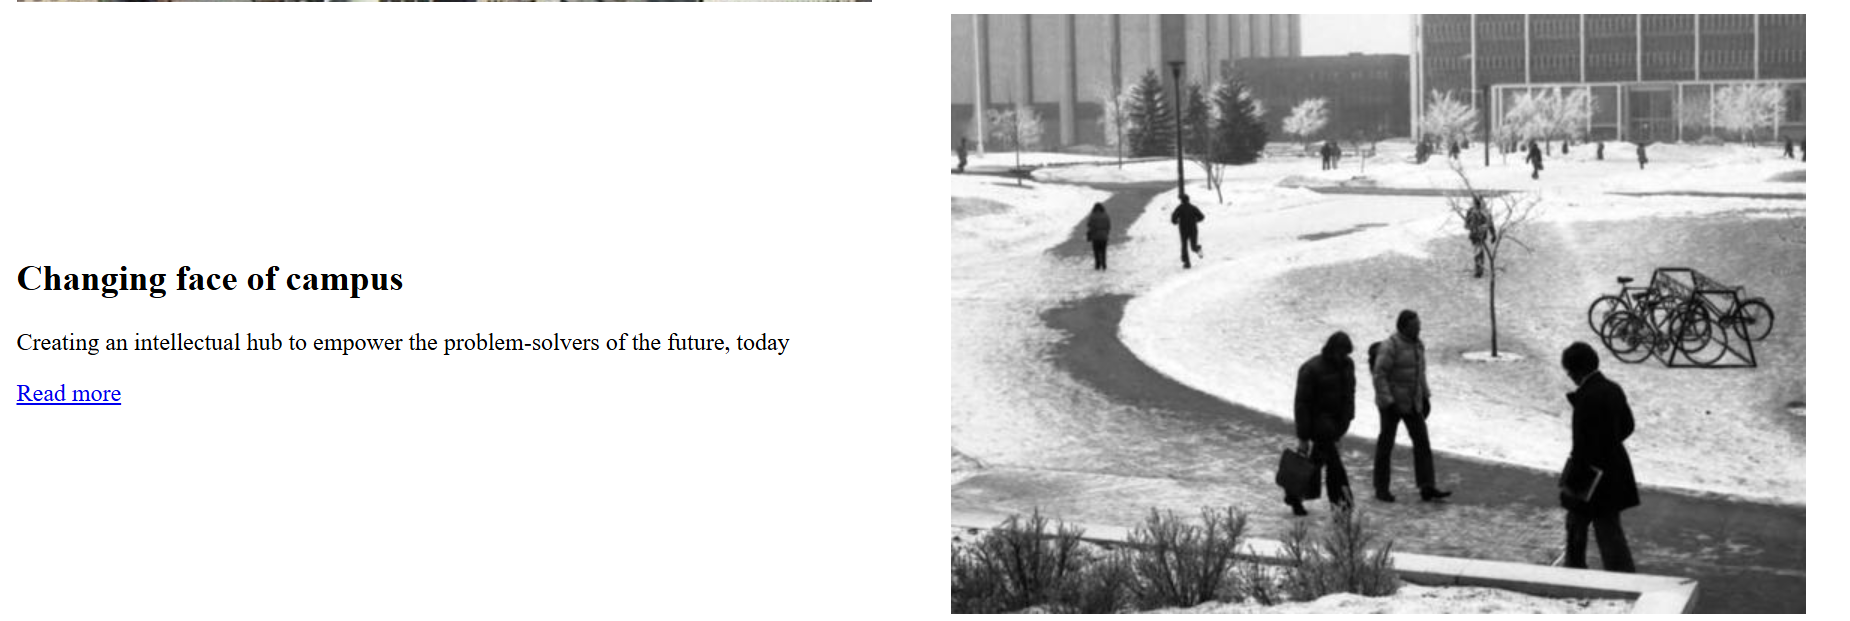 Changing face of campus
Creating an intellectual hub to empower the problem-solvers of the future, today
Read more